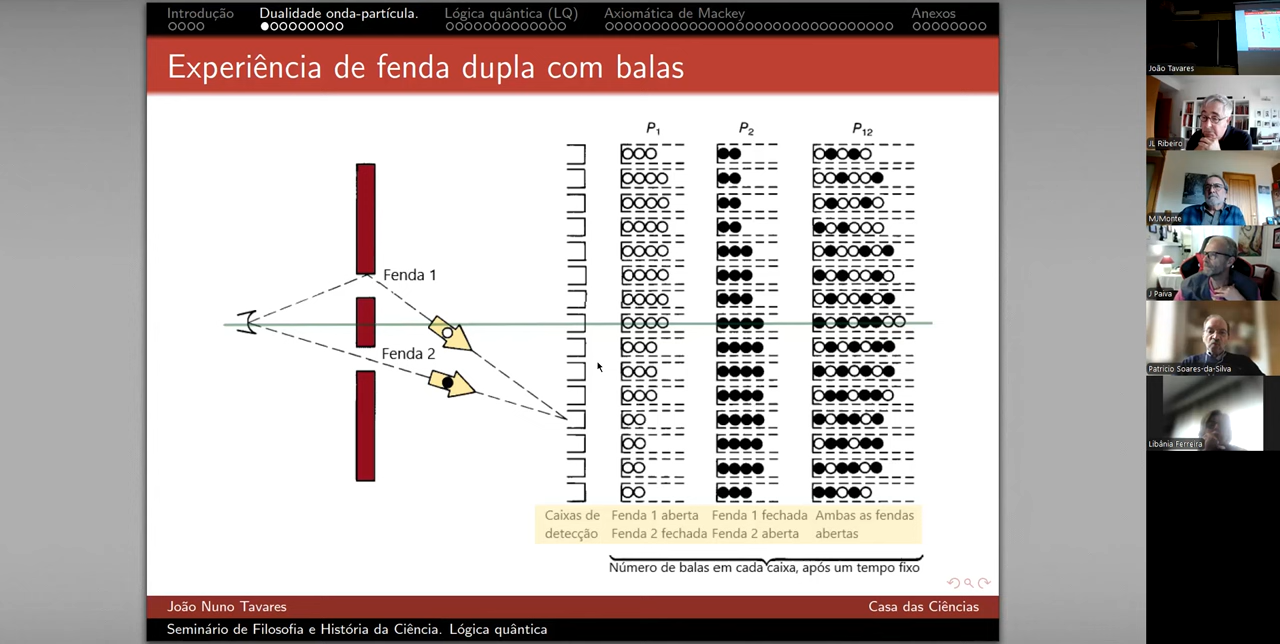 Introdução Dualidade onda-partícula. Lógica quântica (LQ) Axiomática de Mackey Anexos
Experiência de fenda dupla com balas
P1 P2 P12
Fenda 1
Fenda 2
Caixas de detecção
Fenda 1 aberta
Fenda 2 fechada
Fenda 1 fechada
Fenda 2 aberta
Ambas as fendas
abertas
Número de balas em cada caixa, após um tempo fixo
João Nuno Tavares Casa das Ciências
Seminário de Filosofia e História da Ciência. Lógica quântica
João Tavares
JL Ribeiro
MJMonte
J Paiva
Patricio Soares-da-Silva
Libânia Ferreira